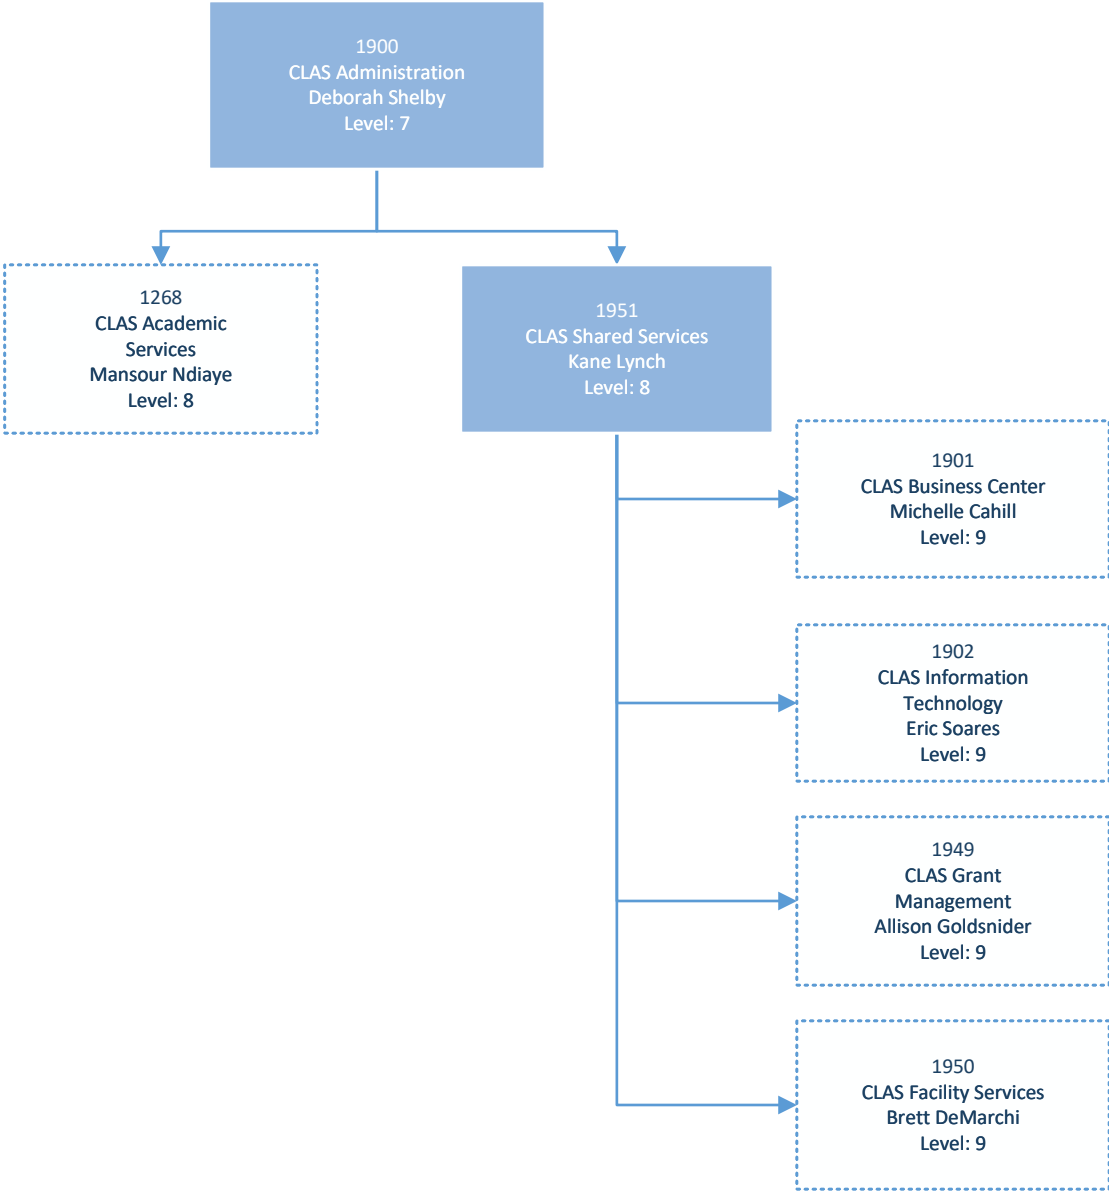 1900
CLAS Administration
Deborah Shelby
Level: 7
1268
CLAS Academic
Services
Mansour Ndiaye
Level: 8
1951
CLAS Shared Services
Kane Lynch
Level: 8
1901
CLAS Business Center
Michelle Cahill
Level: 9
1902
CLAS Information
Technology
Eric Soares
Level: 9
1949
CLAS Grant
Management
Allison Goldsnider
Level: 9
1950
CLAS Facility Services
Brett DeMarchi
Level: 9